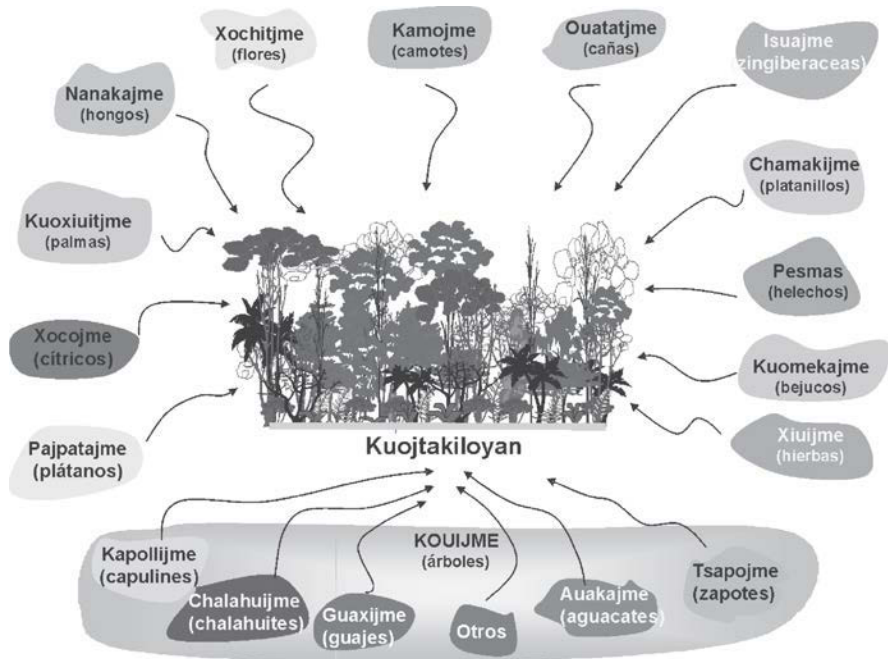 Xochitjme
(flores)
Kamojme
(camotes)
Ouatatjme
(cañas)
Isuajme
(zingiberaceas)
Nanakajme
(hongos)
Chamakijme
(platanillos)
Kuoxiuitjme
(palmas)
Pesmas
(helechos)
Xocojme
(cítricos)
Kuomekajme
(bejucos)
Pajpatajme
(plátanos)
Xiuijme
(hierbas)
Kuojtakiloyan
KOUIJME
(árboles)
Kapollijme
(capulines)
Chalahuijme
(chalahuites)
Guaxijme
(guajes)
Otros
Auakajme
(aguacates)
Tsapojme
(zapotes)